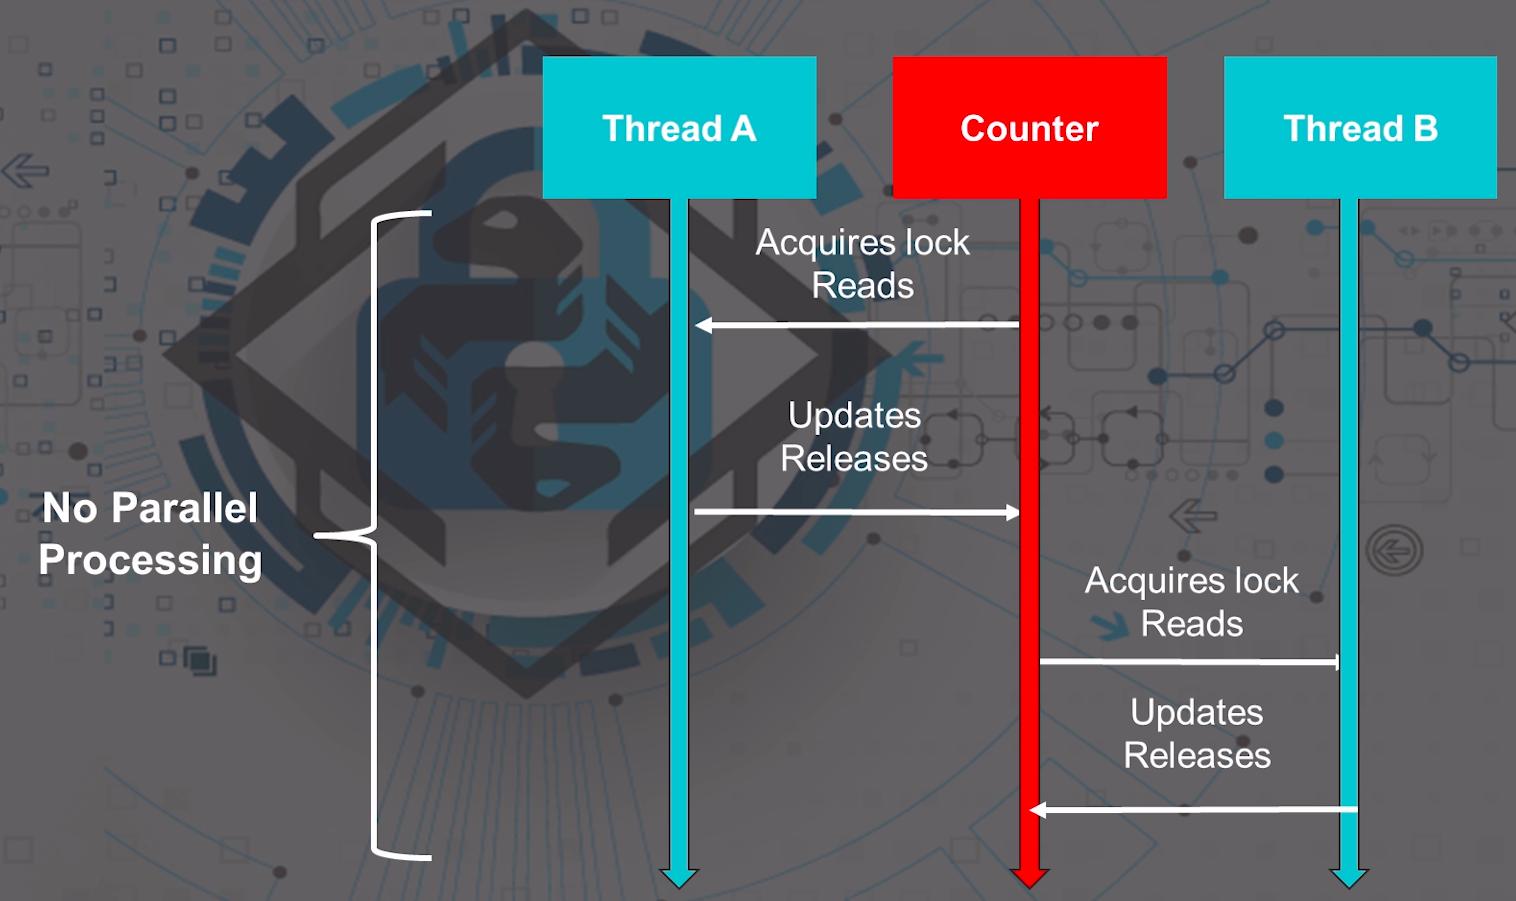 Thread A
Counter
Thread B
Acquires lock
Reads
Updates
Releases
No Parallel
Processing
Acquires lock
Reads
Updates
Releases